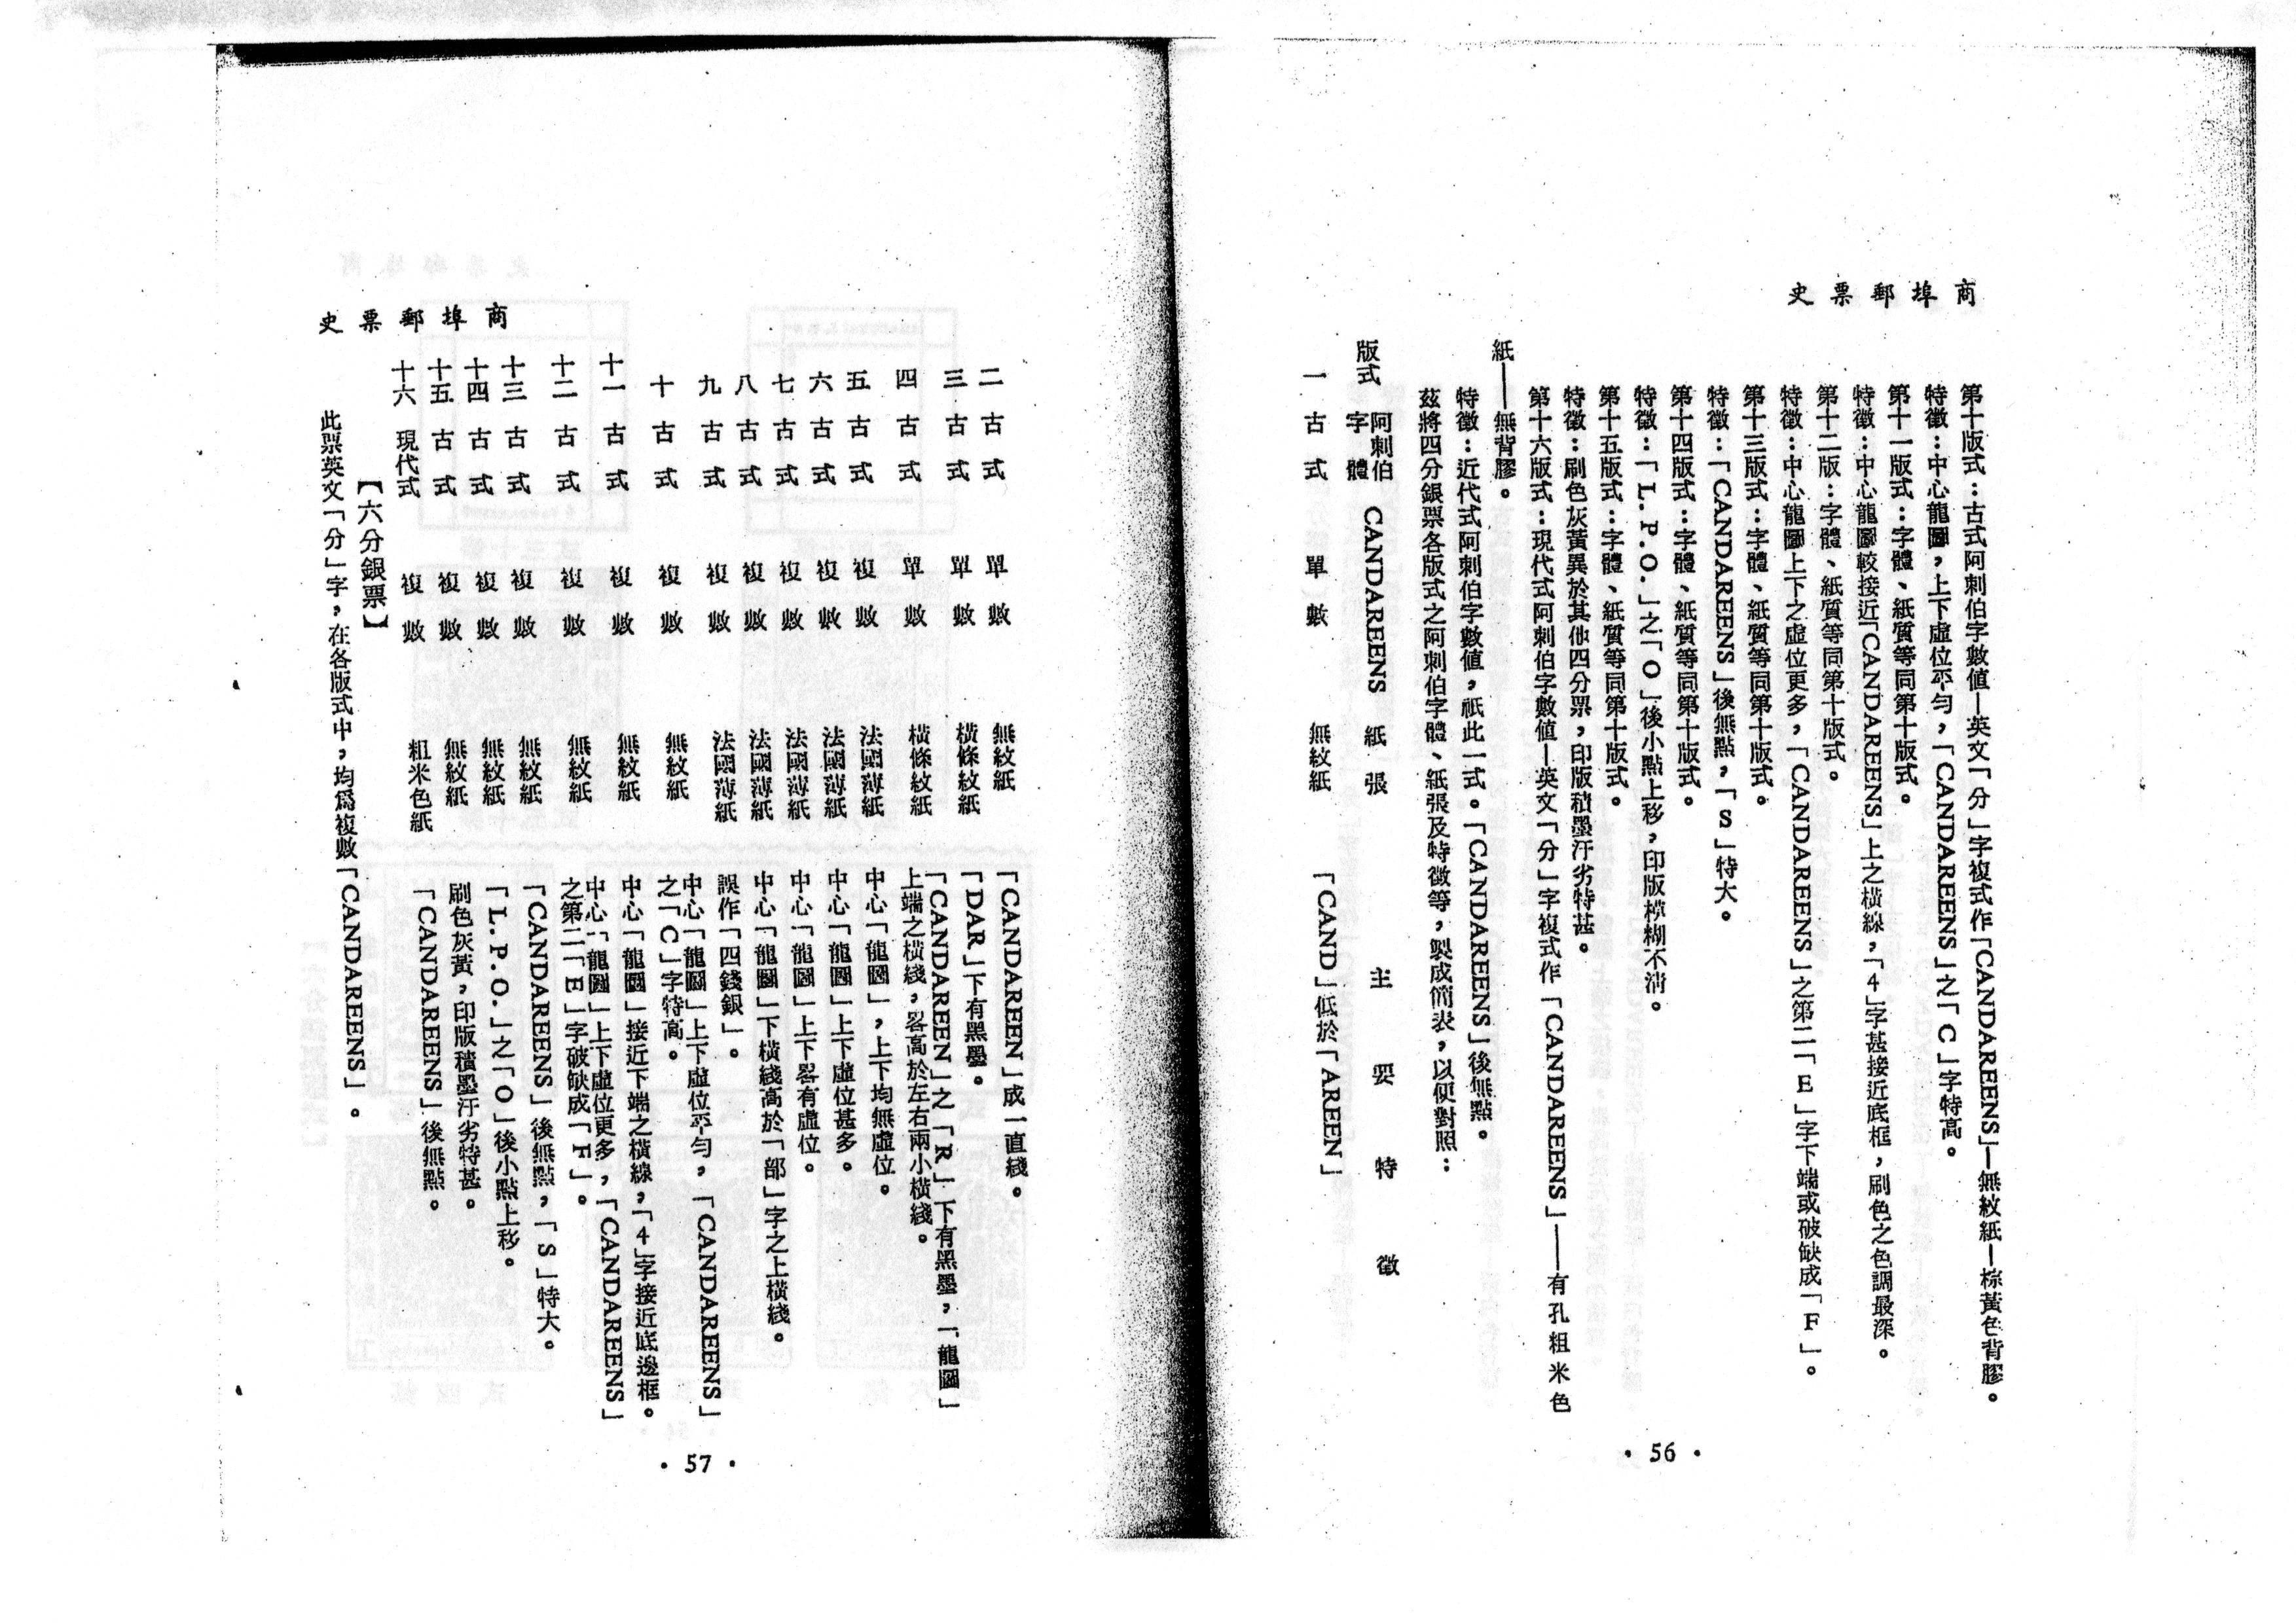 商埠郵票史
第十版式：古式阿刺伯字數值—英文「分」字複式作「CANDAREENS」—無紋紙—棕黃色背膠。
特徵：中心龍圖，上下虛位平勻，「CANDAREENS」之「C」字特高。
第十一版式：字體、紙質等同第十版式。
特徵：中心龍圖較接近「CANDAREENS」上之橫線，「4」字甚接近底框，刷色之色調最深。
第十二版：字體、紙質等同第十版式。
特徵：中心龍圖上下之虛位更多，「CANDAREENS」之第二「E」字下端或破缺成「F」。
第十三版式：字體、紙質等同第十版式。
特徵：「CANDAREENS」後無點，「S」特大。
第十四版式：字體、紙質等同第十版式。
特徵：「L.P.O.」之「O」後小點上移，印版模糊不清。
第十五版式：字體、紙質等同第十版式。
特徵：刷色灰黃異於其他四分票，印版積墨汙劣特甚。
第十六版式：現代式阿刺伯字數值—英文「分」字複式作「CANDAREENS」——有孔粗米色
紙——無背膠。
特徵：近代式阿刺伯字數值，祇此一式。「CANDAREENS」後無點。
茲將四分銀票各版式之阿刺伯字體、紙張及特徵等，製成簡表，以便對照：
版式 阿刺伯字體 CANDAREENS 紙張 主要特徵
一 古式 單數 無紋紙 「CAND」低於「AREEN」
・56・
二 古式 單數 無紋紙 「CANDAREEN」成一直綫。
三 古式 單數 橫條紋紙 「DAR」下有黑墨。
四 古式 單數 橫條紋紙 「CANDAREEN」之「R」下有黑墨，「龍圖」
上端之橫綫，畧高於左右兩小橫綫。
五 古式 複數 法國薄紙 中心「龍圖」，上下均無虛位。
六 古式 複數 法國薄紙 中心「龍圖」上下虛位甚多。
七 古式 複數 法國薄紙 中心「龍圖」上下畧有虛位。
八 古式 複數 法國薄紙 中心「龍圖」下橫綫高於「部」字之上橫綫。
九 古式 複數 法國薄紙 誤作「四錢銀」。
十 古式 複數 無紋紙 中心「龍圖」上下虛位平勻，「CANDAREENS」
之「C」字特高。
十一 古式 複數 無紋紙 中心「龍圖」接近下端之橫線，「4」字接近底邊框。
十二 古式 複數 無紋紙 中心「龍圖」上下虛位更多，「CANDAREENS」
之第二「E」字破缺成「F」。
十三 古式 複數 無紋紙 「CANDAREENS」後無點，「S」特大。
十四 古式 複數 無紋紙 「L.P.O.」之「O」後小點上移。
十五 古式 複數 無紋紙 刷色灰黃，印版積墨汙劣特甚。
十六 現代式 複數 粗米色紙 「CANDAREENS」後無點。
【六分銀票】
此票英文「分」字，在各版式中，均爲複數「CANDAREENS」。
商埠郵票史
・57・